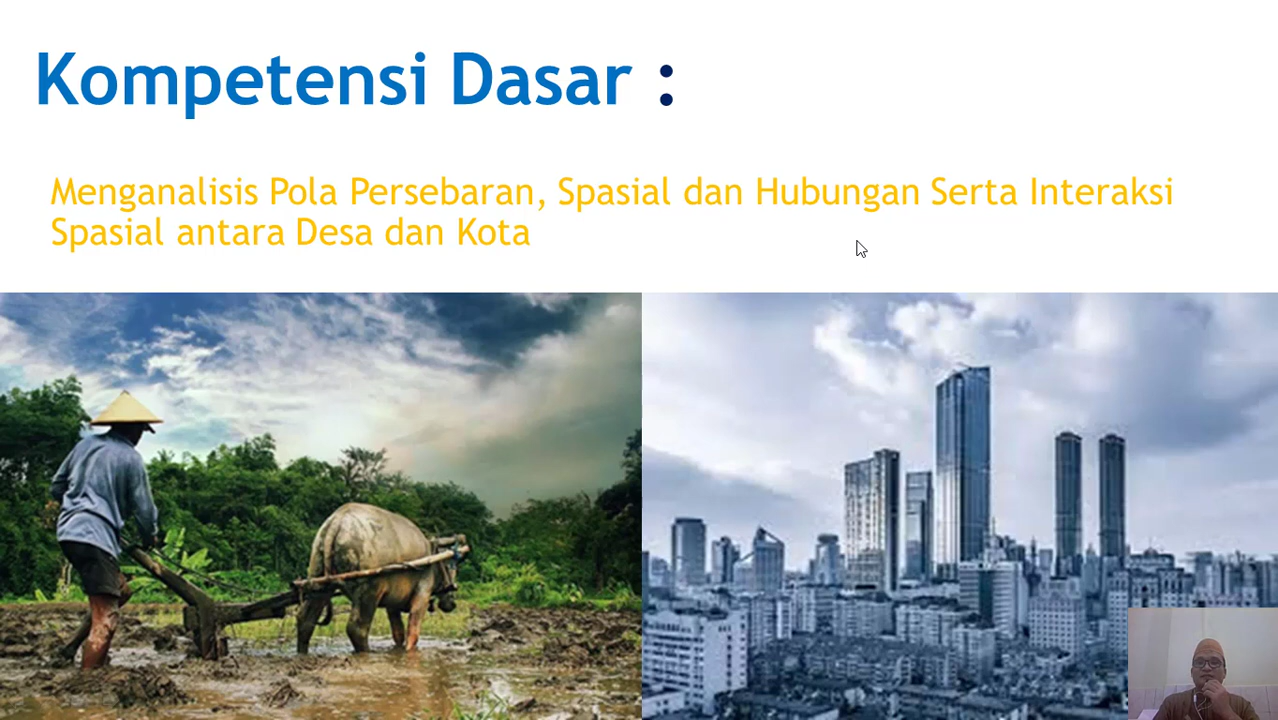 Kompetensi Dasar :
Menganalisis Pola Persebaran, Spasial dan Hubungan Serta Interaksi
Spasial antara Desa dan Kota